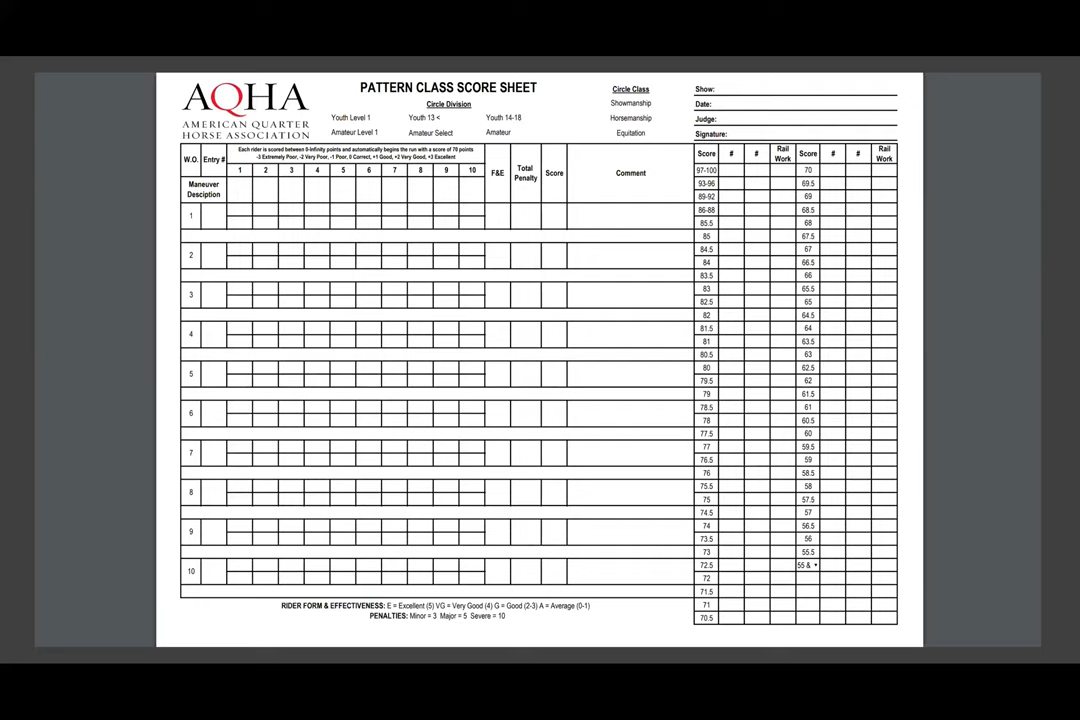 AQHA
AMERICAN QUARTER
HORSE ASSOCIATION
PATTERN CLASS SCORE SHEET
Circle Division
Youth Level 1 Youth 13 < Youth 14-18
Amateur Level 1 Amateur Select Amateur
Circle Class
Showmanship
Horsemanship
Equitation
Show:
Date:
Judge:
Signature:
W.O. Entry # Each rider is scored between 0-Infinity points and automatically begins the run with a score of 70 points
-3 Extremely Poor, -2 Very Poor, -1 Poor, 0 Correct, +1 Good, +2 Very Good, +3 Excellent
1 2 3 4 5 6 7 8 9 10
F&E Total Penalty Score Comment
Maneuver
Desciption
1
2
3
4
5
6
7
8
9
10
RIDER FORM & EFFECTIVENESS: E = Excellent (5) VG = Very Good (4) G = Good (2-3) A = Average (0-1)
PENALTIES: Minor = 3 Major = 5 Severe = 10
Score # # Rail Work Score # # Rail Work
97-100 70
93-96 69.5
89-92 69
86-88 68.5
85.5 68
85 67.5
84.5 67
84 66.5
83.5 66
83 65.5
82.5 65
82 64.5
81.5 64
81 63.5
80.5 63
80 62.5
79.5 62
79 61.5
78.5 61
78 60.5
77.5 60
77 59.5
76.5 59
76 58.5
75.5 58
75 57.5
74.5 57
74 56.5
73.5 56
73 55.5
72.5 55 & ▼
72
71.5
71
70.5